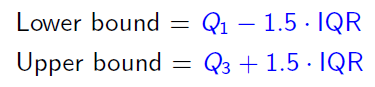 Lower bound = Q₁ − 1.5 · IQR
Upper bound = Q₃ + 1.5 · IQR